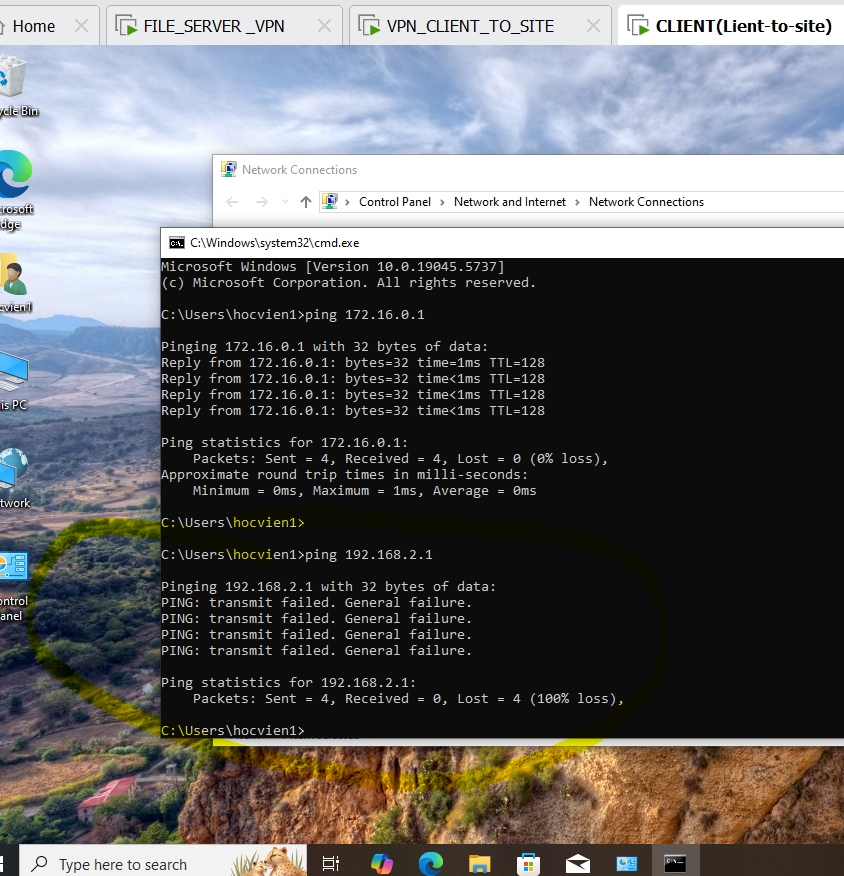 Home
FILE_SERVER _VPN
VPN_CLIENT_TO_SITE
CLIENT(Lient-to-site)
ycle Bin
Network Connections
Control Panel
Network and Internet
Network Connections
crosoft
dge
C:\Windows\system32\cmd.exe
Microsoft Windows [Version 10.0.19045.5737]
(c) Microsoft Corporation. All rights reserved.
cvien1
C:\Users\hocvien1>ping 172.16.0.1
Pinging 172.16.0.1 with 32 bytes of data:
Reply from 172.16.0.1: bytes=32 time=1ms TTL=128
Reply from 172.16.0.1: bytes=32 time<1ms TTL=128
Reply from 172.16.0.1: bytes=32 time<1ms TTL=128
Reply from 172.16.0.1: bytes=32 time<1ms TTL=128
is PC
Ping statistics for 172.16.0.1:
Packets: Sent = 4, Received = 4, Lost = 0 (0% loss),
Approximate round trip times in milli-seconds:
Minimum = 0ms, Maximum = 1ms, Average = 0ms
twork
C:\Users\hocvien1>
C:\Users\hocvien1>ping 192.168.2.1
Pinging 192.168.2.1 with 32 bytes of data:
PING: transmit failed. General failure.
PING: transmit failed. General failure.
PING: transmit failed. General failure.
PING: transmit failed. General failure.
ontrol
anel
Ping statistics for 192.168.2.1:
Packets: Sent = 4, Received = 0, Lost = 4 (100% loss),
C:\Users\hocvien1>
Type here to search